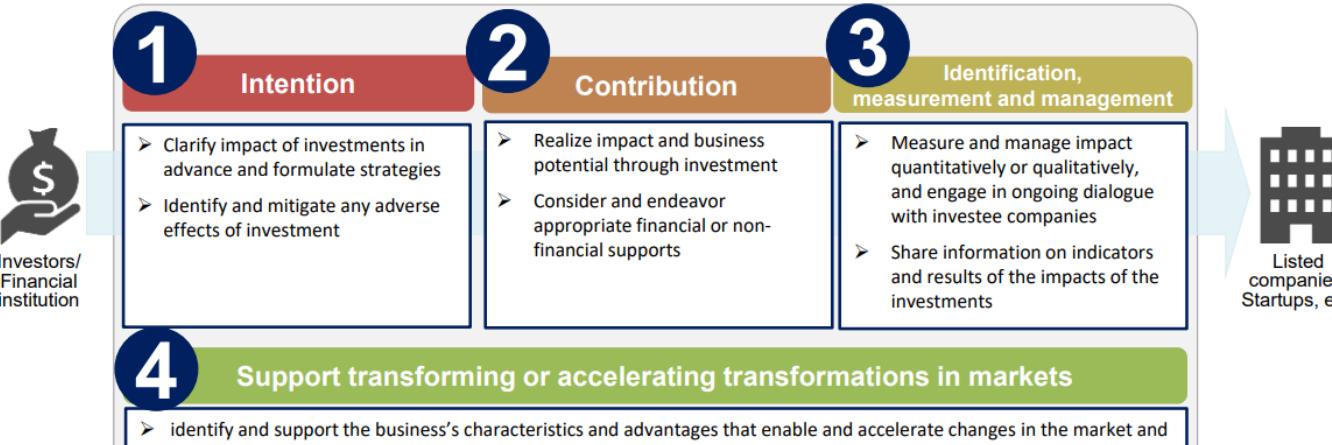 1
Intention
2
Contribution
3
Identification,
measurement and management
➢ Clarify impact of investments in
advance and formulate strategies
➢ Identify and mitigate any adverse
effects of investment
➢ Realize impact and business
potential through investment
➢ Consider and endeavor
appropriate financial or non-
financial supports
➢ Measure and manage impact
quantitatively or qualitatively,
and engage in ongoing dialogue
with investee companies
➢ Share information on indicators
and results of the impacts of the
investments
$
Investors/
Financial
institution
Listed
companie
Startups, e
4
Support transforming or accelerating transformations in markets
➢ identify and support the business's characteristics and advantages that enable and accelerate changes in the market and